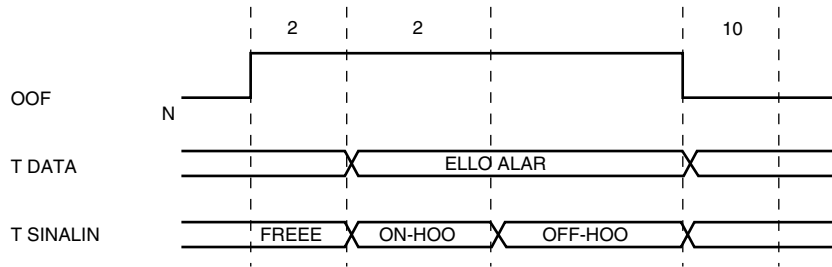 2 2 10
OOF
N
T DATA ELLO ALAR
T SINALIN FREEE ON-HOO OFF-HOO